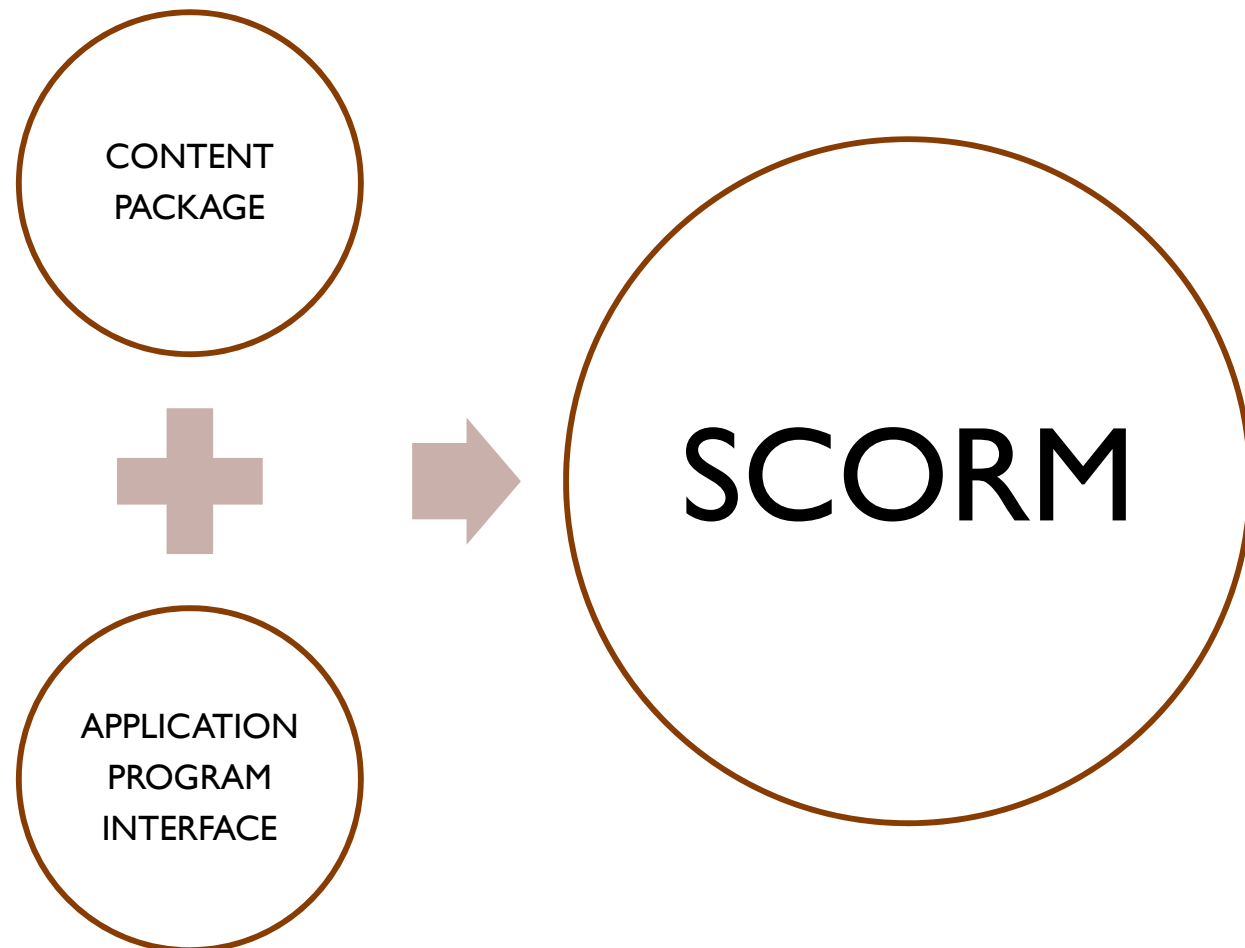 CONTENT
PACKAGE
APPLICATION
PROGRAM
INTERFACE
SCORM